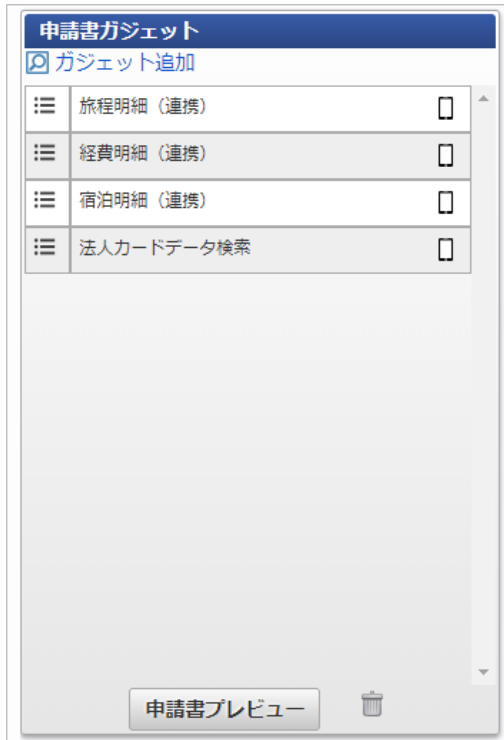 申請書ガジェット
ガジェット追加
旅程明細（連携）
経費明細（連携）
宿泊明細（連携）
法人カードデータ検索
申請書プレビュー